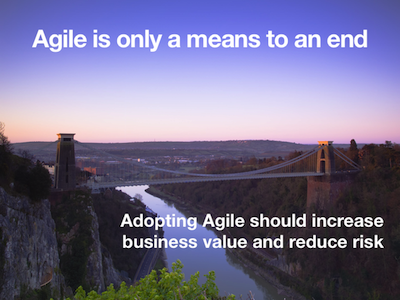 Agile is only a means to an end
Adopting Agile should increase
business value and reduce risk